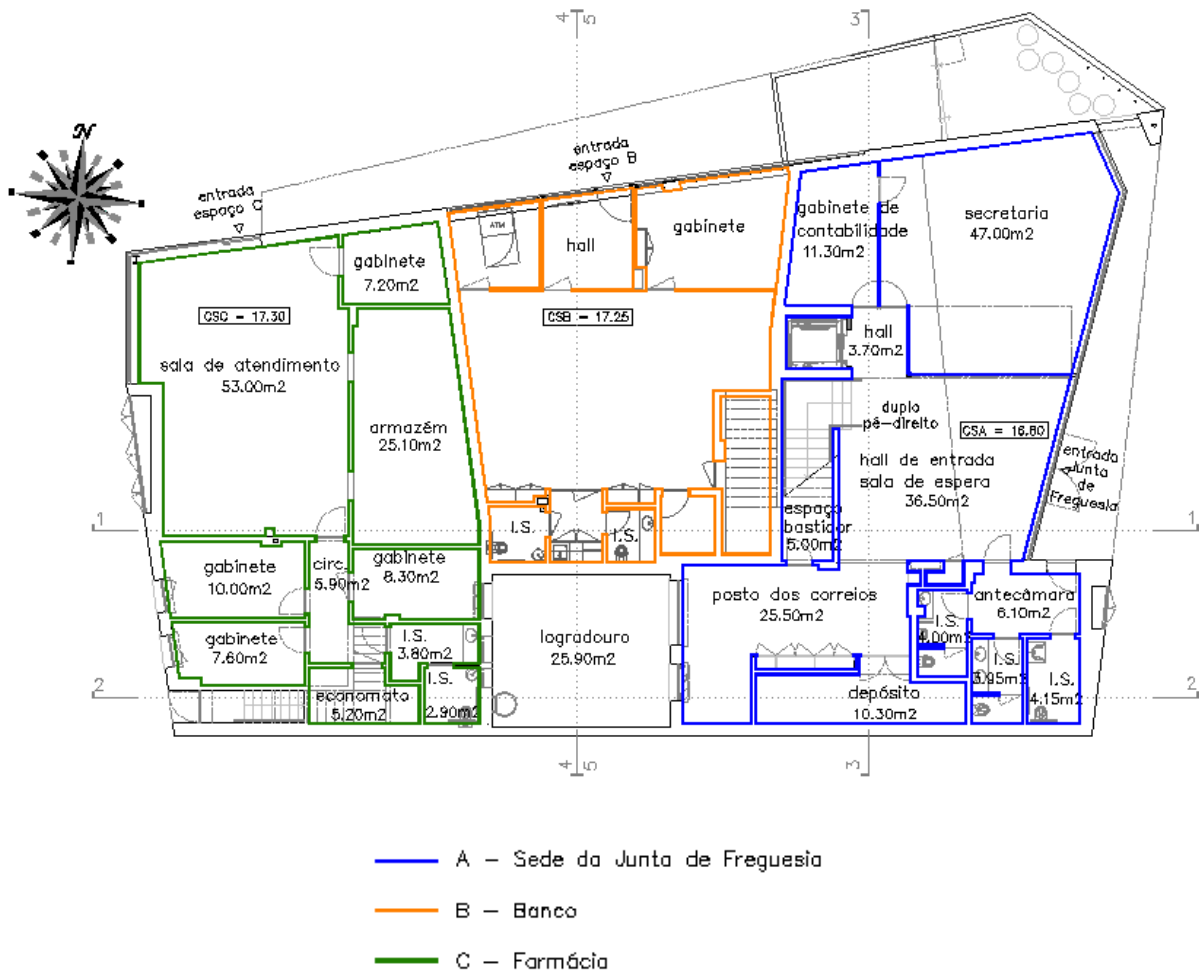 4
5
3
N
entrada
espaço C
entrada
espaço B
ATM
hall
gabinete
gabinete de
contabilidade
11.30m2
secretaria
47.00m2
gabinete
7.20m2
CSC = 17.30
CSB = 17.25
hall
3.70m2
sala de atendimento
53.00m2
armazém
25.10m2
duplo
pé-direito
CSA = 16.80
hall de entrada
sala de espera
36.50m2
entrada
Junta
de
Freguesia
1
1
espaço
bastidor
5.00m2
I.S.
I.S.
gabinete
10.00m2
circ.
5.90m2
gabinete
8.30m2
posto dos correios
25.50m2
antecâmara
6.10m2
I.S.
4.00m2
gabinete
7.60m2
I.S.
3.80m2
logradouro
25.90m2
I.S.
3.95m2
I.S.
4.15m2
2
2
economato
5.20m2
I.S.
2.90m2
depósito
10.30m2
4
5
3
A – Sede da Junta de Freguesia
B – Banco
C – Farmácia